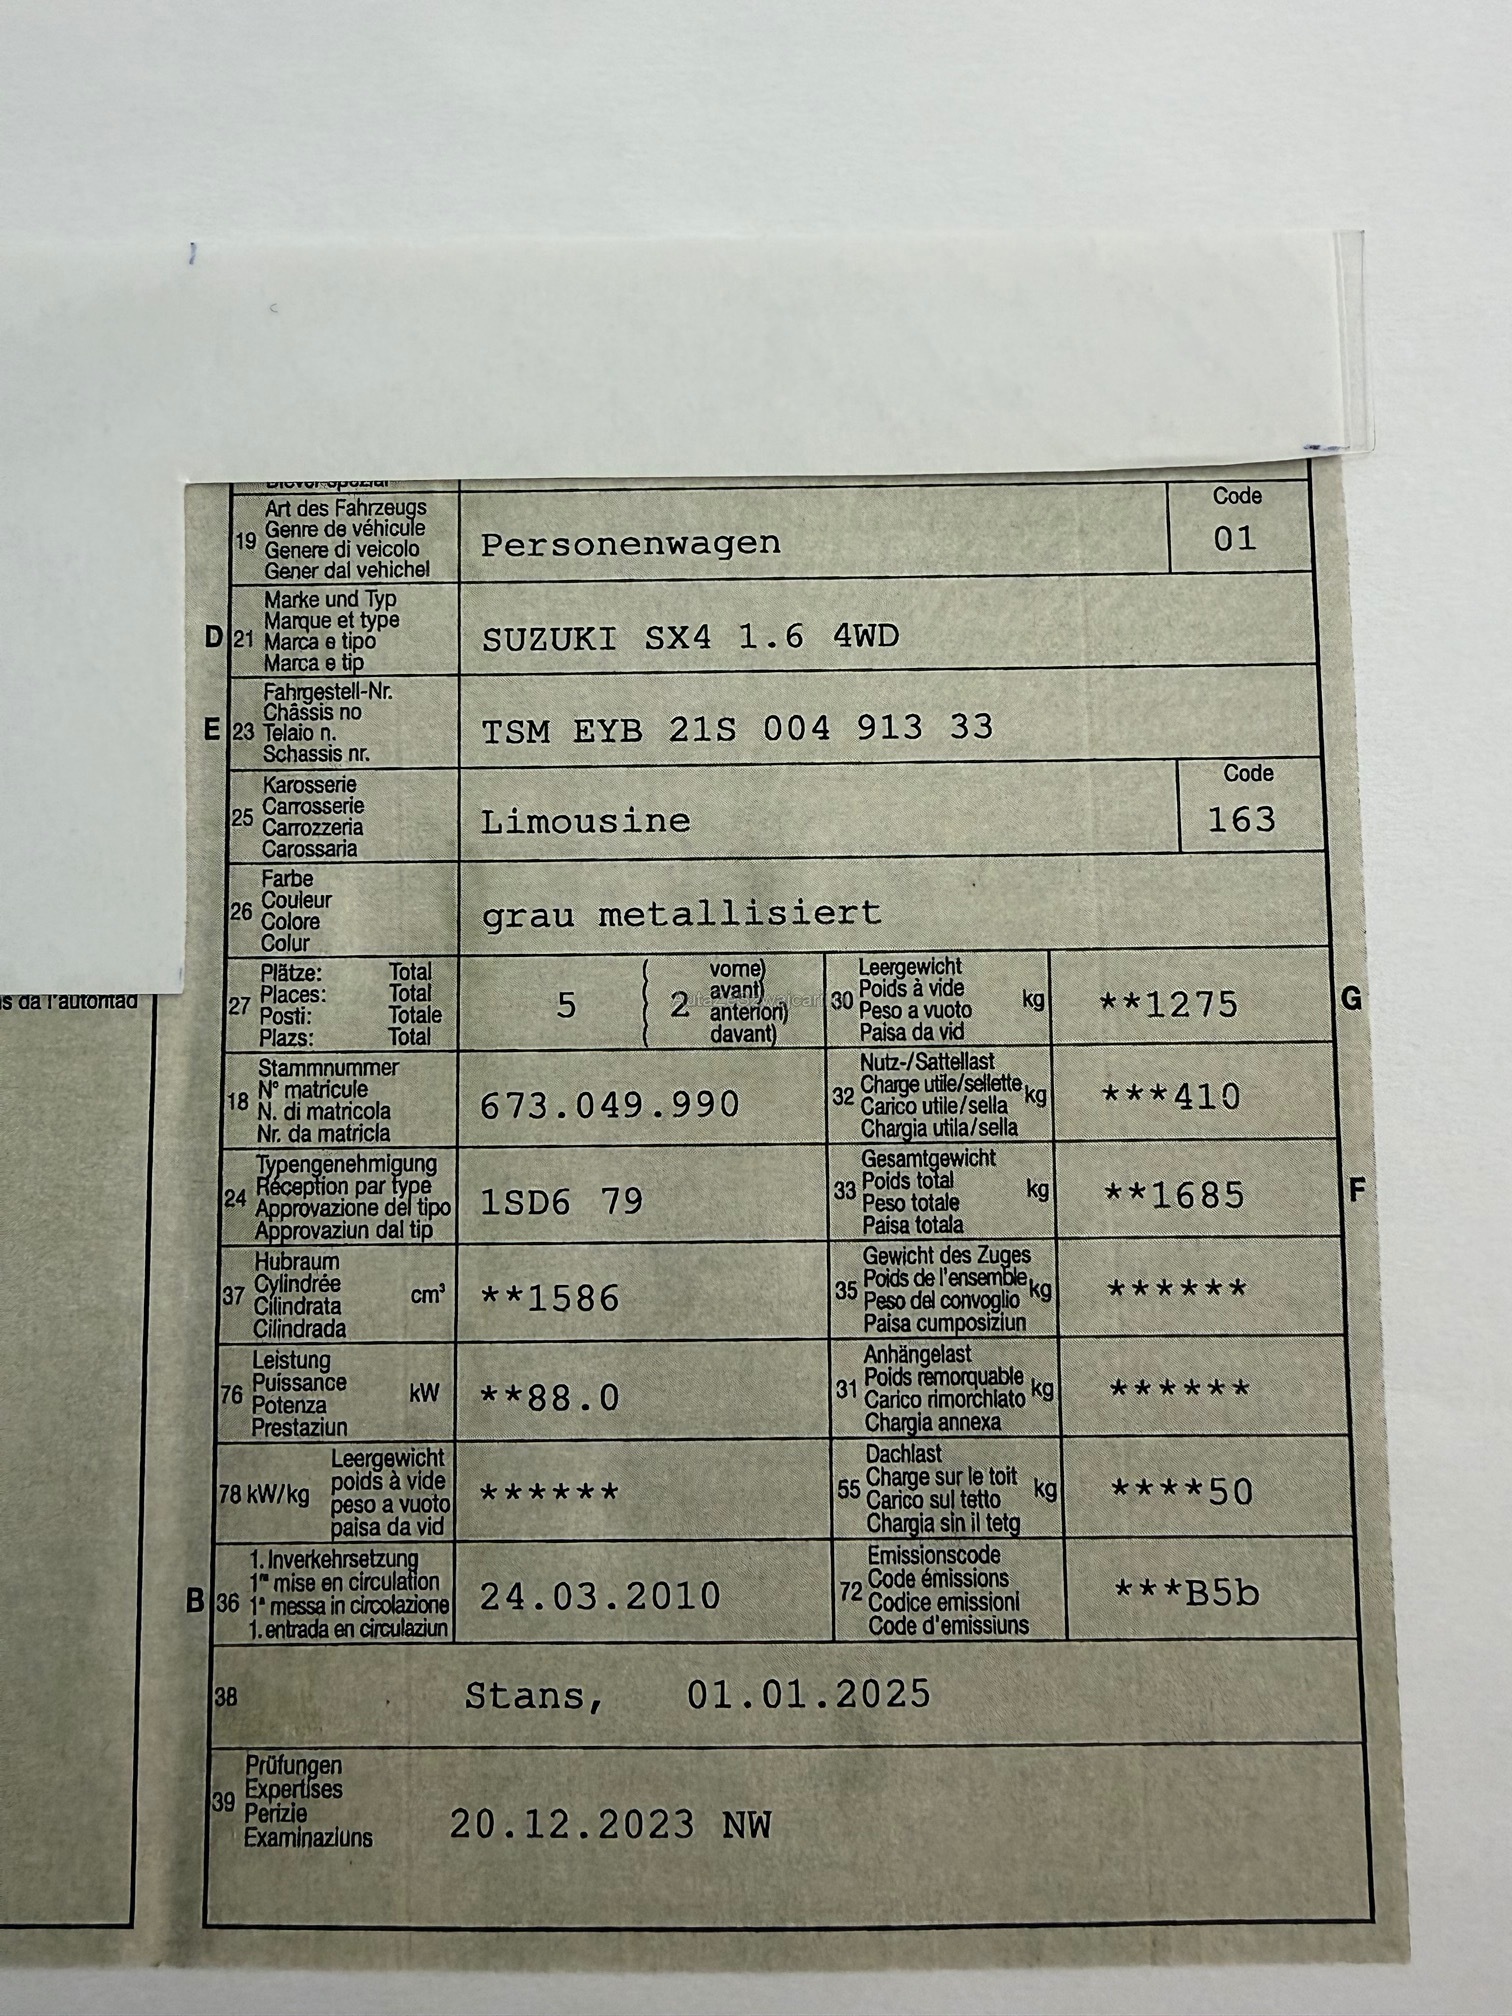 19 Art des Fahrzeugs
Genre de véhicule
Genere di veicolo
Gener dal vehichel
Personenwagen
Code
01
D 21 Marke und Typ
Marque et type
Marca e tipo
Marca e tip
SUZUKI SX4 1.6 4WD
E 23 Fahrgestell-Nr.
Châssis no
Telaio n.
Schassis nr.
TSM EYB 21S 004 913 33
25 Karosserie
Carrosserie
Carrozzeria
Carossaria
Limousine
Code
163
26 Farbe
Couleur
Colore
Colur
grau metallisiert
27 Plätze: Total
Places: Total
Posti: Totale
Plazs: Total
5
2
vorne)
avant)
anteriori)
davant)
30 Leergewicht
Poids à vide
Peso a vuoto
Paisa da vid
kg
**1275
G
da l'autoritad
18 Stammnummer
N° matricule
N. di matricola
Nr. da matricla
673.049.990
32 Nutz-/Sattellast
Charge utile/sellette
Carico utile/sella
Chargia utila/sella
kg
***410
24 Typengenehmigung
Réception par type
Approvazione del tipo
Approvaziun dal tip
1SD6 79
33 Gesamtgewicht
Poids total
Peso totale
Paisa totala
kg
**1685
F
37 Hubraum
Cylindrée
Cilindrata
Cilindrada
cm³
**1586
35 Gewicht des Zuges
Poids de l'ensemble
Peso del convoglio
Paisa cumposiziun
kg
******
76 Leistung
Puissance
Potenza
Prestaziun
kW
**88.0
31 Anhängelast
Poids remorquable
Carico rimorchiato
Chargia annexa
kg
******
78 kW/kg
Leergewicht
poids à vide
peso a vuoto
paisa da vid
******
55 Dachlast
Charge sur le toit
Carico sul tetto
Chargia sin il tetg
kg
****50
B 36 1. Inverkehrsetzung
1re mise en circulation
1a messa in circolazione
1. entrada en circulaziun
24.03.2010
72 Emissionscode
Code émissions
Codice emissioni
Code d'emissiuns
***B5b
38
Stans, 01.01.2025
39 Prüfungen
Expertises
Perizie
Examinaziuns
20.12.2023 NW